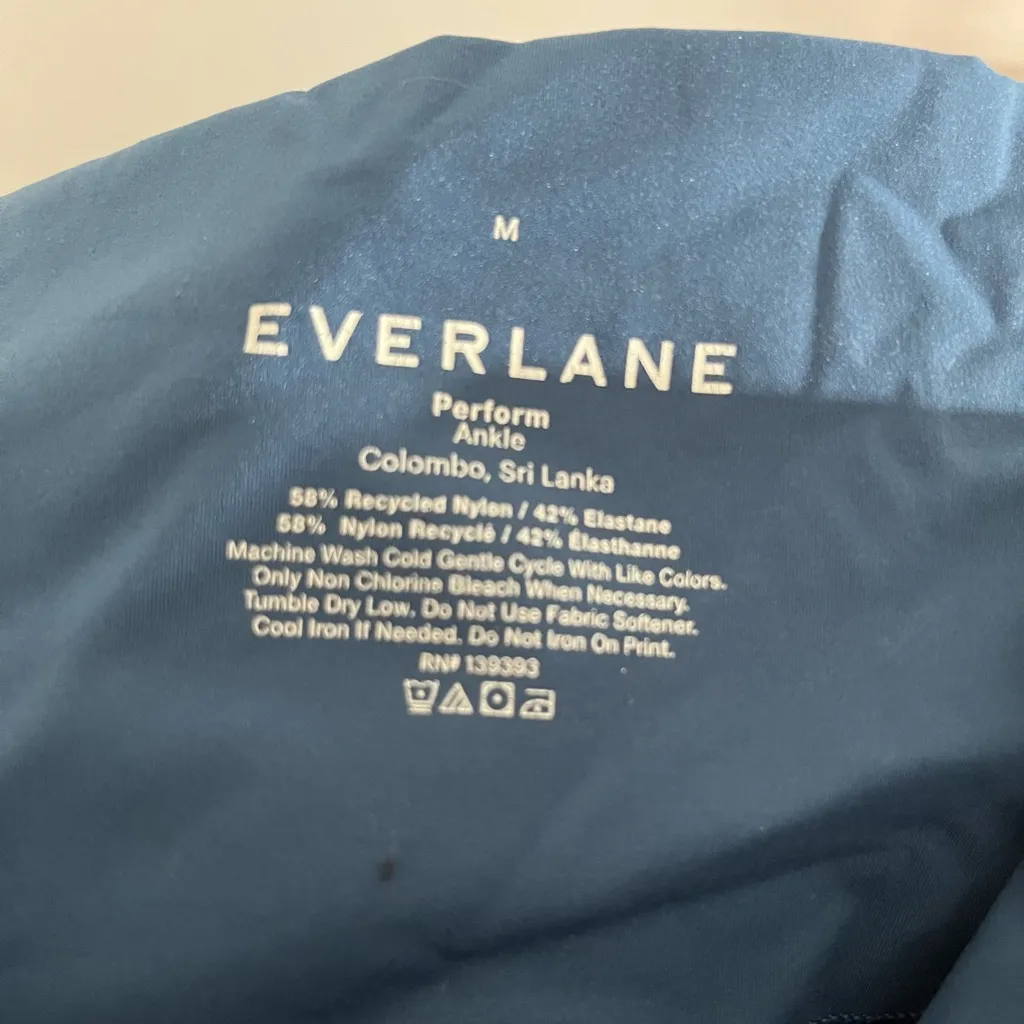 M
EVERLANE
Perform
Ankle
Colombo, Sri Lanka
58% Recycled Nylon / 42% Elastane
58% Nylon Recyclé / 42% Élasthanne
Machine Wash Cold Gentle Cycle With Like Colors.
Only Non Chlorine Bleach When Necessary.
Tumble Dry Low. Do Not Use Fabric Softener.
Cool Iron If Needed. Do Not Iron On Print.
RN# 139393